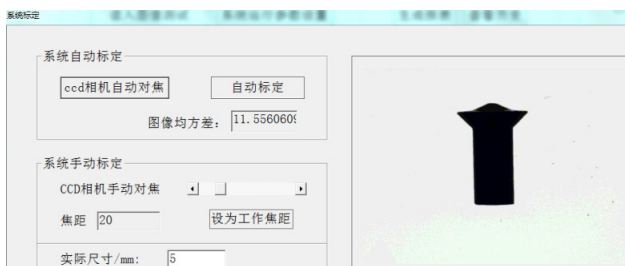 系统标定
系统自动标定
ccd相机自动对焦 自动标定
图像均方差: 11.5560609
系统手动标定
CCD相机手动对焦
焦距 20 设为工作焦距
实际尺寸/mm: 5